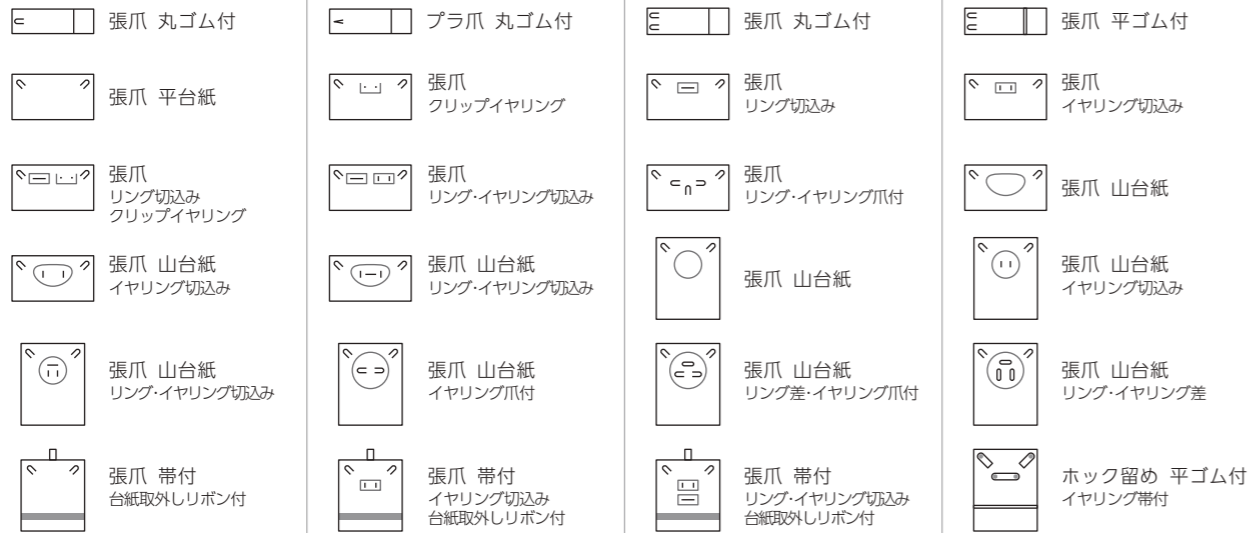 張爪 丸ゴム付
プラ爪 丸ゴム付
張爪 丸ゴム付
張爪 平ゴム付
張爪 平台紙
張爪
クリップイヤリング
張爪
リング切込み
張爪
イヤリング切込み
張爪
リング切込み
クリップイヤリング
張爪
リング・イヤリング切込み
張爪
リング・イヤリング爪付
張爪 山台紙
張爪 山台紙
イヤリング切込み
張爪 山台紙
リング・イヤリング切込み
張爪 山台紙
張爪 山台紙
イヤリング切込み
張爪 山台紙
リング・イヤリング切込み
張爪 山台紙
イヤリング爪付
張爪 山台紙
リング差・イヤリング爪付
張爪 山台紙
リング・イヤリング差
張爪 帯付
台紙取外しリボン付
張爪 帯付
イヤリング切込み
台紙取外しリボン付
張爪 帯付
リング・イヤリング切込み
台紙取外しリボン付
ホック留め 平ゴム付
イヤリング帯付